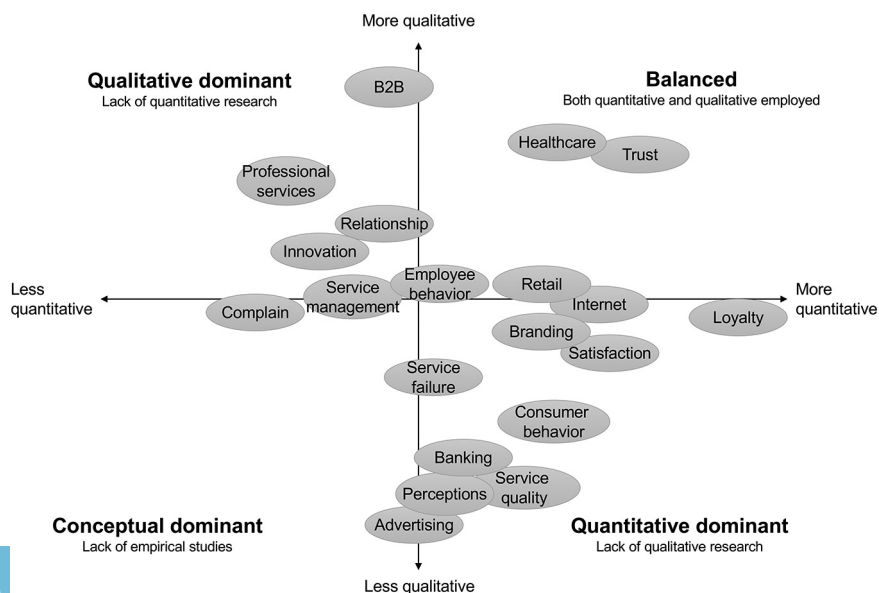 More qualitative
Qualitative dominant
Lack of quantitative research
B2B
Balanced
Both quantitative and qualitative employed
Healthcare
Trust
Professional
services
Relationship
Innovation
Employee
behavior
Retail
Less
quantitative
Service
management
Complain
Internet
More
quantitative
Loyalty
Branding
Satisfaction
Service
failure
Consumer
behavior
Banking
Service
quality
Perceptions
Advertising
Conceptual dominant
Lack of empirical studies
Quantitative dominant
Lack of qualitative research
Less qualitative